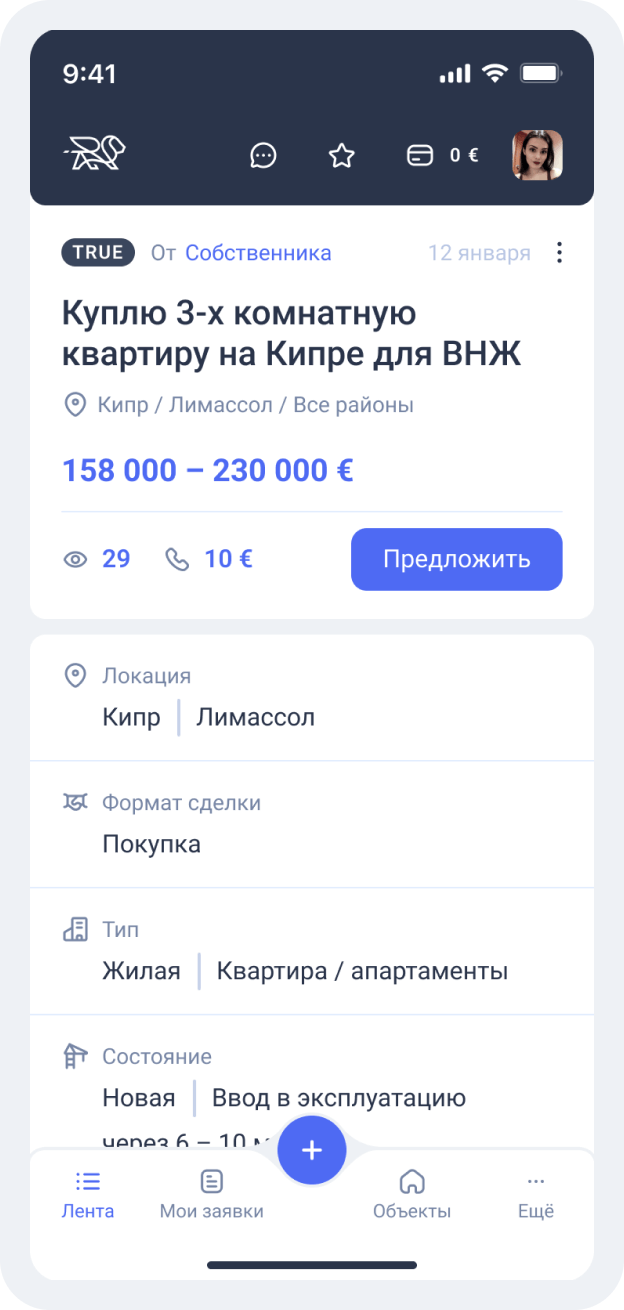 9:41
0 €
TRUE От Собственника 12 января
Куплю 3-х комнатную
квартиру на Кипре для ВНЖ
Кипр / Лимассол / Все районы
158 000 – 230 000 €
29 10 € Предложить
Локация
Кипр Лимассол
Формат сделки
Покупка
Тип
Жилая Квартира / апартаменты
Состояние
Новая Ввод в эксплуатацию
через 6 – 10 м
Лента Мои заявки Объекты Ещё